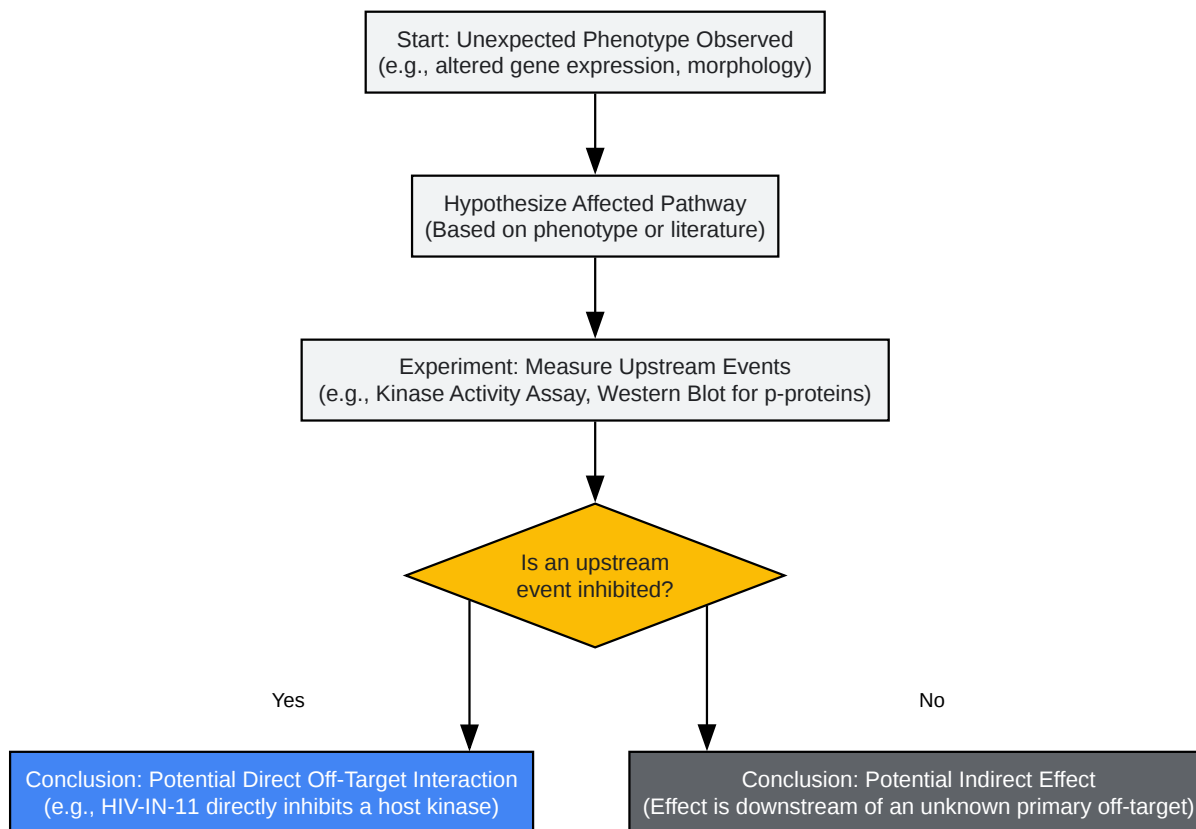 Start: Unexpected Phenotype Observed
(e.g., altered gene expression, morphology)
Hypothesize Affected Pathway
(Based on phenotype or literature)
Experiment: Measure Upstream Events
(e.g., Kinase Activity Assay, Western Blot for p-proteins)
Is an upstream
event inhibited?
Yes
No
Conclusion: Potential Direct Off-Target Interaction
(e.g., HIV-IN-11 directly inhibits a host kinase)
Conclusion: Potential Indirect Effect
(Effect is downstream of an unknown primary off-target)